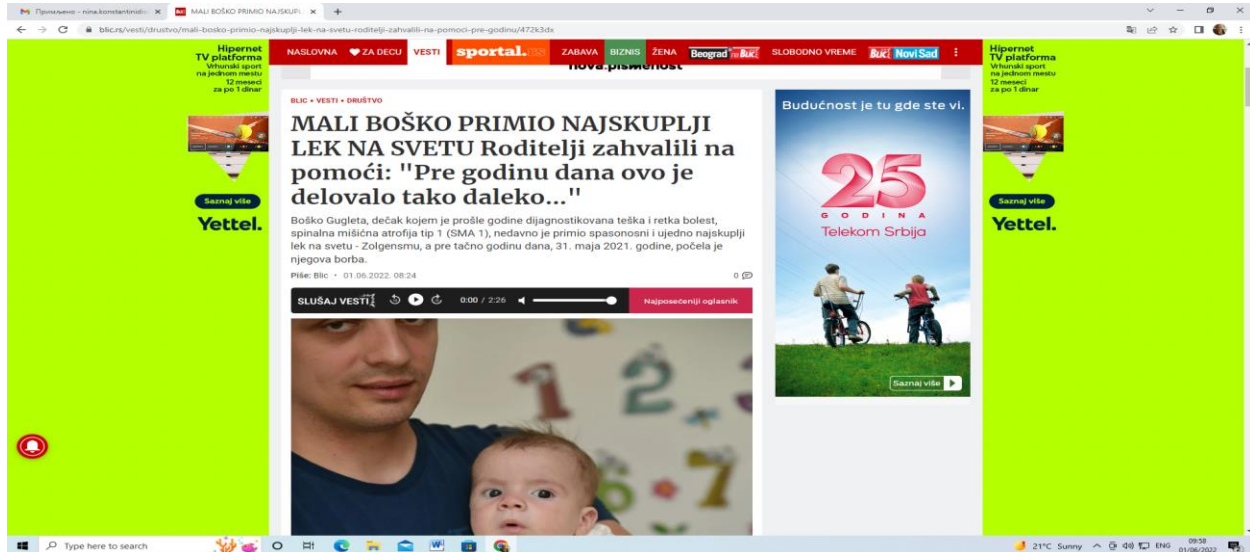 Примљено - nina.konstantinidis
MALI BOŠKO PRIMIO NAJSKUPLJ
blic.rs/vesti/drustvo/mali-bosko-primio-najskuplji-lek-na-svetu-roditelji-zahvalili-na-pomoci-pre-godinu/472k3dx
NASLOVNA ZA DECU VESTI sportal. ZABAVA BIZNIS ŽENA Beograd Blic SLOBODNO VREME Blic Novi Sad
Hipernet
TV platforma
Vrhunski sport
na jednom mestu
12 meseci
za po 1 dinar
Saznaj više
Yettel.
nova.pismenost
BLIC • VESTI • DRUŠTVO
MALI BOŠKO PRIMIO NAJSKUPLJI
LEK NA SVETU Roditelji zahvalili na
pomoći: "Pre godinu dana ovo je
delovalo tako daleko..."
Boško Gugleta, dečak kojem je prošle godine dijagnostikovana teška i retka bolest,
spinalna mišićna atrofija tip 1 (SMA 1), nedavno je primio spasonosni i ujedno najskuplji
lek na svetu - Zolgensmu, a pre tačno godinu dana, 31. maja 2021. godine, počela je
njegova borba.
Piše: Blic • 01.06.2022. 08:24 0
SLUŠAJ VESTI 0:00 / 2:26 Najposećeniji oglasnik
1 2
6 7
Budućnost je tu gde ste vi.
25
GODINA
Telekom Srbija
Saznaj više
Hipernet
TV platforma
Vrhunski sport
na jednom mestu
12 meseci
za po 1 dinar
Saznaj više
Yettel.
Type here to search
21°C Sunny ENG 09:58
01/06/2022